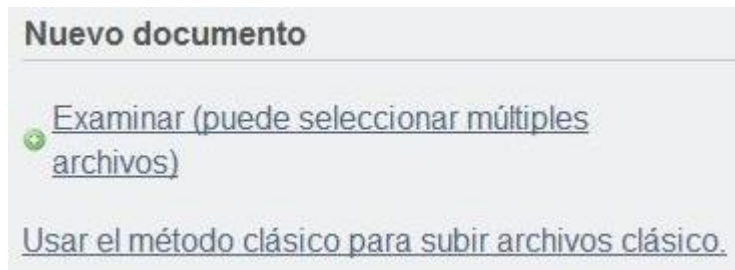 Nuevo documento
Examinar (puede seleccionar múltiples
archivos)
Usar el método clásico para subir archivos clásico.